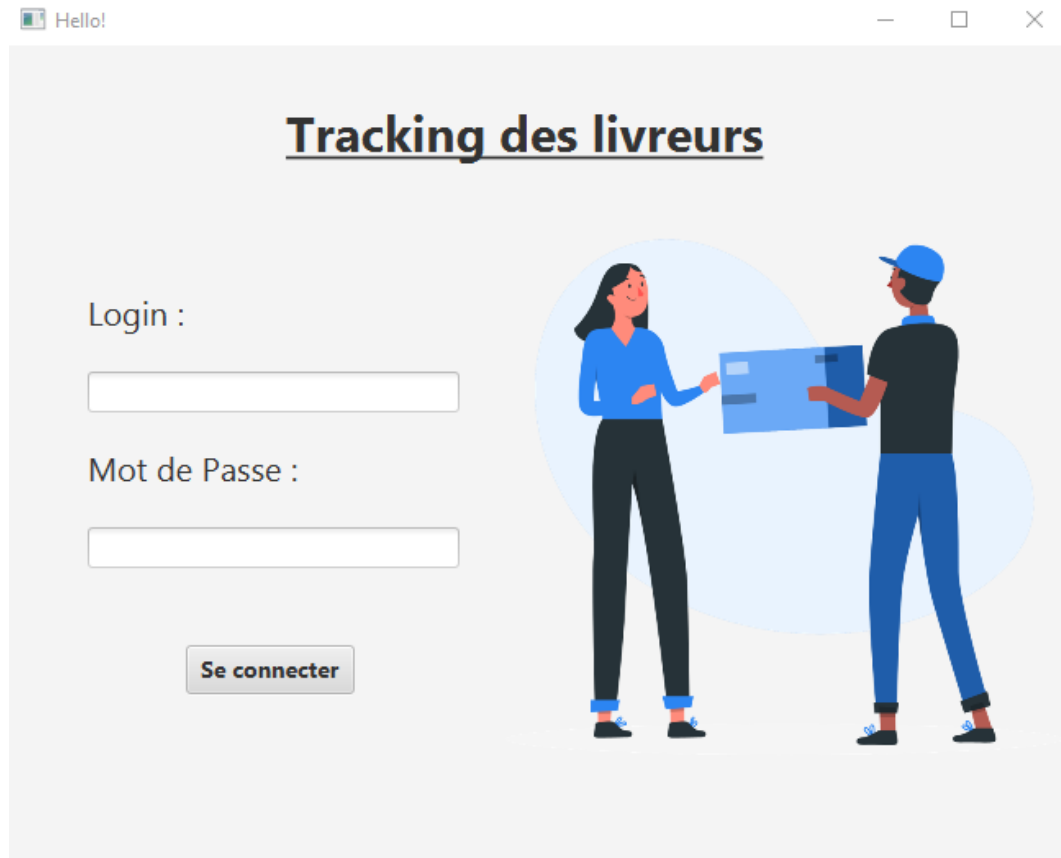 Hello!
Tracking des livreurs
Login :
Mot de Passe :
Se connecter